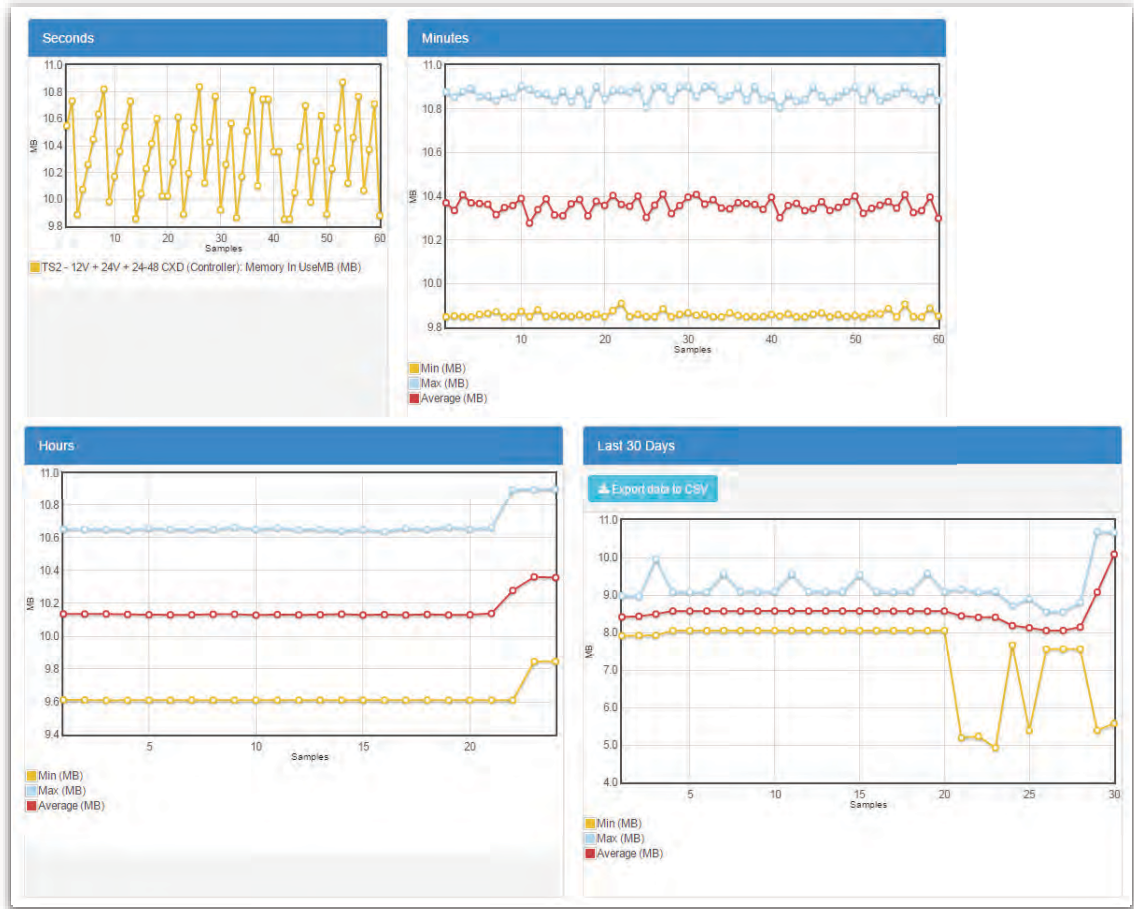 Seconds
11.0
10.8
10.6
10.4
10.2
10.0
9.8
MB
10 20 30 40 50 60
Samples
TS2 - 12V + 24V + 24-48 CXD (Controller): Memory In UseMB (MB)
Minutes
11.0
10.8
10.6
10.4
10.2
10.0
9.8
MB
10 20 30 40 50 60
Samples
Min (MB)
Max (MB)
Average (MB)
Hours
11.0
10.8
10.6
10.4
10.2
10.0
9.8
9.6
9.4
MB
5 10 15 20
Samples
Min (MB)
Max (MB)
Average (MB)
Last 30 Days
Export data to CSV
11.0
10.0
9.0
8.0
7.0
6.0
5.0
4.0
MB
5 10 15 20 25 30
Samples
Min (MB)
Max (MB)
Average (MB)